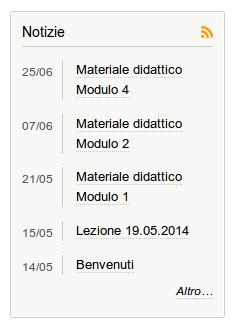 Notizie
25/06 Materiale didattico
Modulo 4
07/06 Materiale didattico
Modulo 2
21/05 Materiale didattico
Modulo 1
15/05 Lezione 19.05.2014
14/05 Benvenuti
Altro...